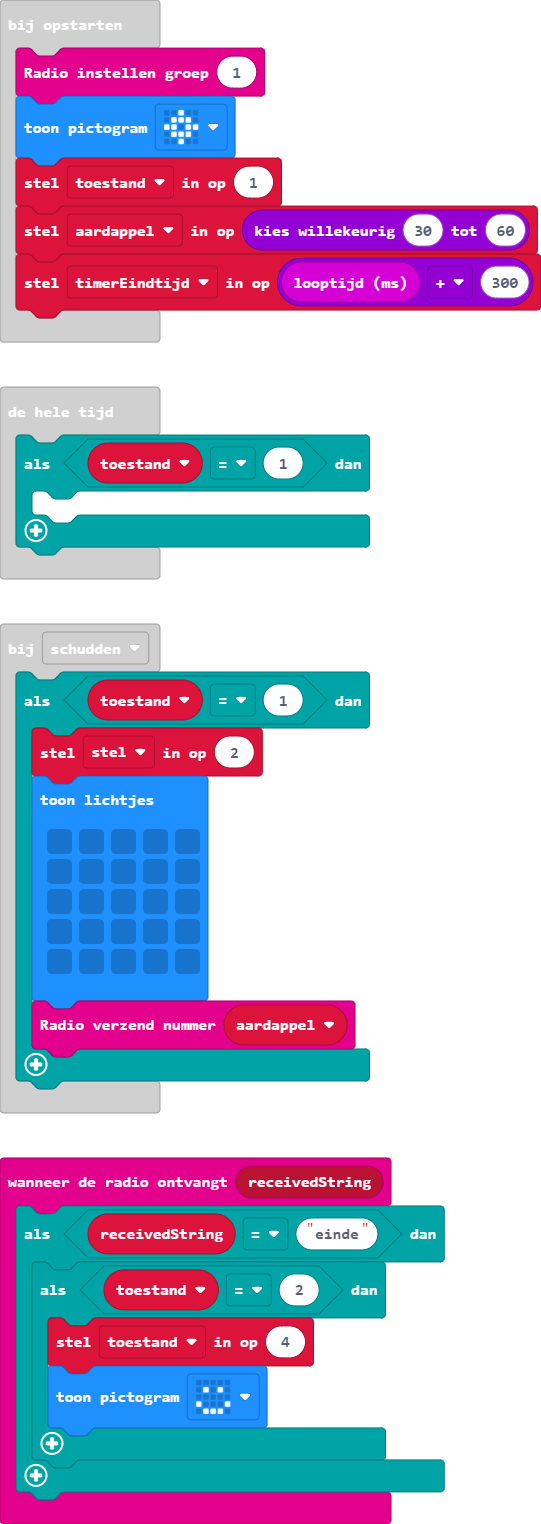 bij opstarten
Radio instellen groep 1
toon pictogram
stel toestand in op 1
stel aardappel in op kies willekeurig 30 tot 60
stel timerEindtijd in op looptijd (ms) + 300
de hele tijd
als toestand = 1 dan
bij schudden
als toestand = 1 dan
stel stel in op 2
toon lichtjes
Radio verzend nummer aardappel
wanneer de radio ontvangt receivedString
als receivedString = "einde" dan
als toestand = 2 dan
stel toestand in op 4
toon pictogram